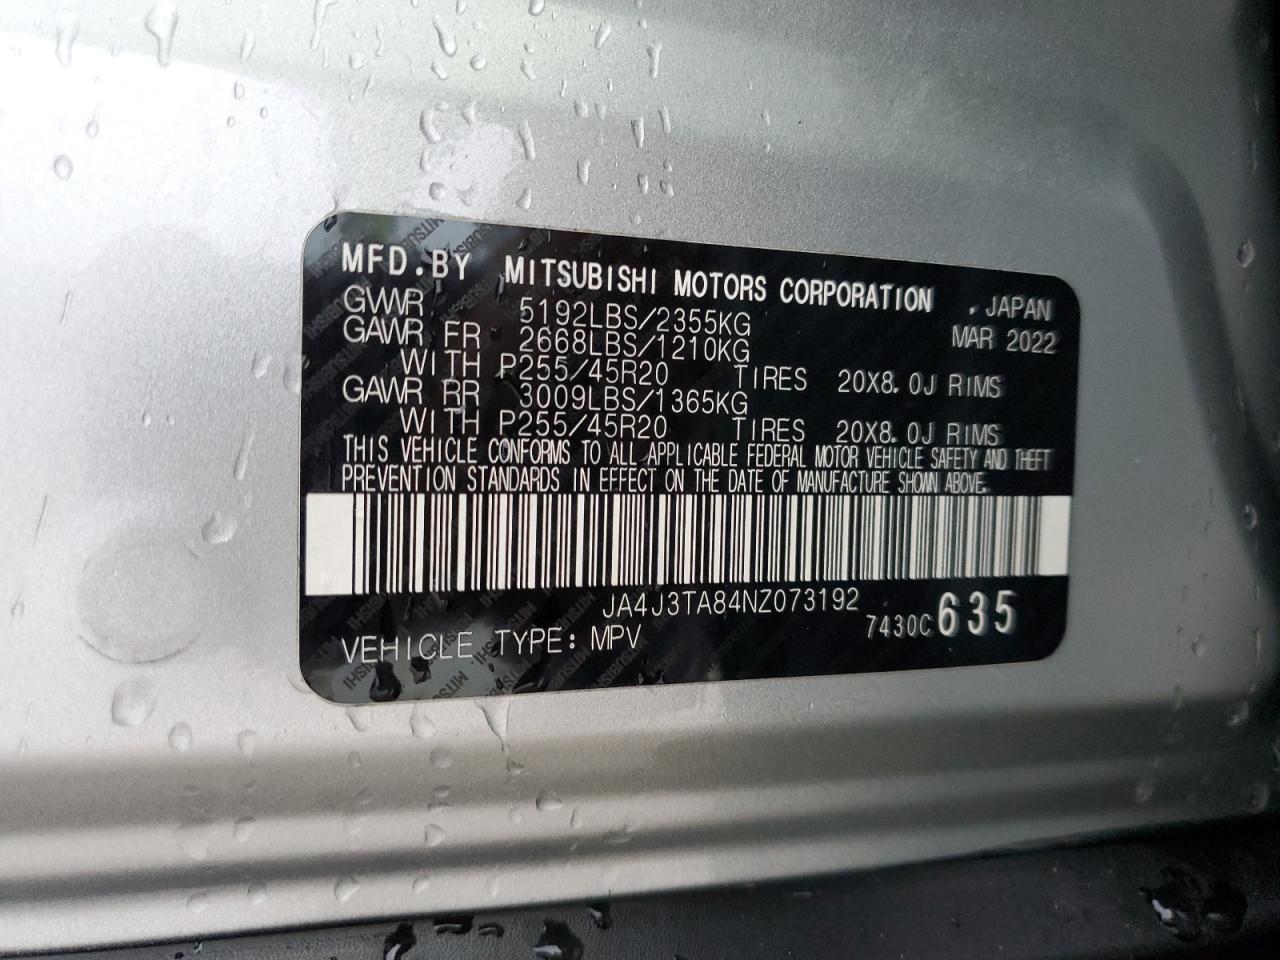 MFD.BY MITSUBISHI MOTORS CORPORATION . JAPAN
GVWR 5192LBS/2355KG MAR 2022
GAWR FR 2668LBS/1210KG
WITH P255/45R20 TIRES 20X8.0J RIMS
GAWR RR 3009LBS/1365KG
WITH P255/45R20 TIRES 20X8.0J RIMS
THIS VEHICLE CONFORMS TO ALL APPLICABLE FEDERAL MOTOR VEHICLE SAFETY AND THEFT
PREVENTION STANDARDS IN EFFECT ON THE DATE OF MANUFACTURE SHOWN ABOVE.
JA4J3TA84NZ073192
7430C635
VEHICLE TYPE: MPV